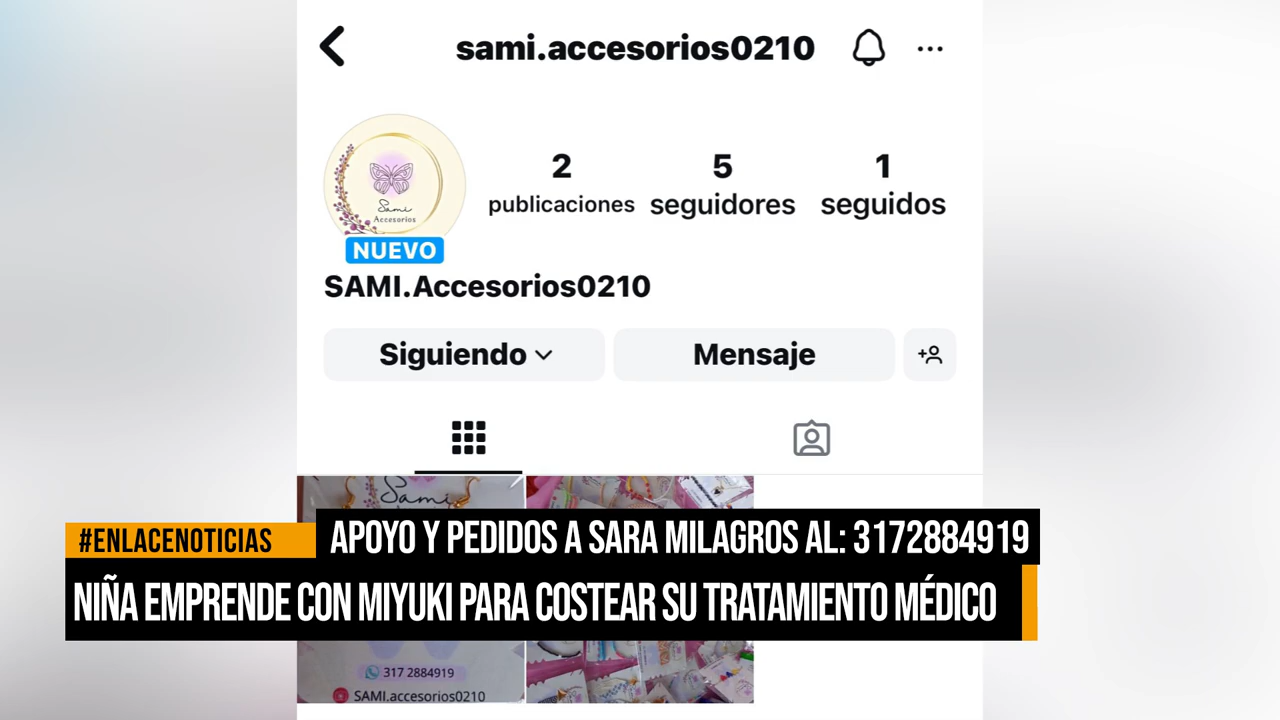 sami.accesorios0210
2
5
1
publicaciones
seguidores
seguidos
Sami
Accesorios
NUEVO
SAMI.Accesorios0210
Siguiendo
Mensaje
Sami
#ENLACENOTICIAS
APOYO Y PEDIDOS A SARA MILAGROS AL: 3172884919
NIÑA EMPRENDE CON MIYUKI PARA COSTEAR SU TRATAMIENTO MÉDICO
317 2884919
SAMI.accesorios0210